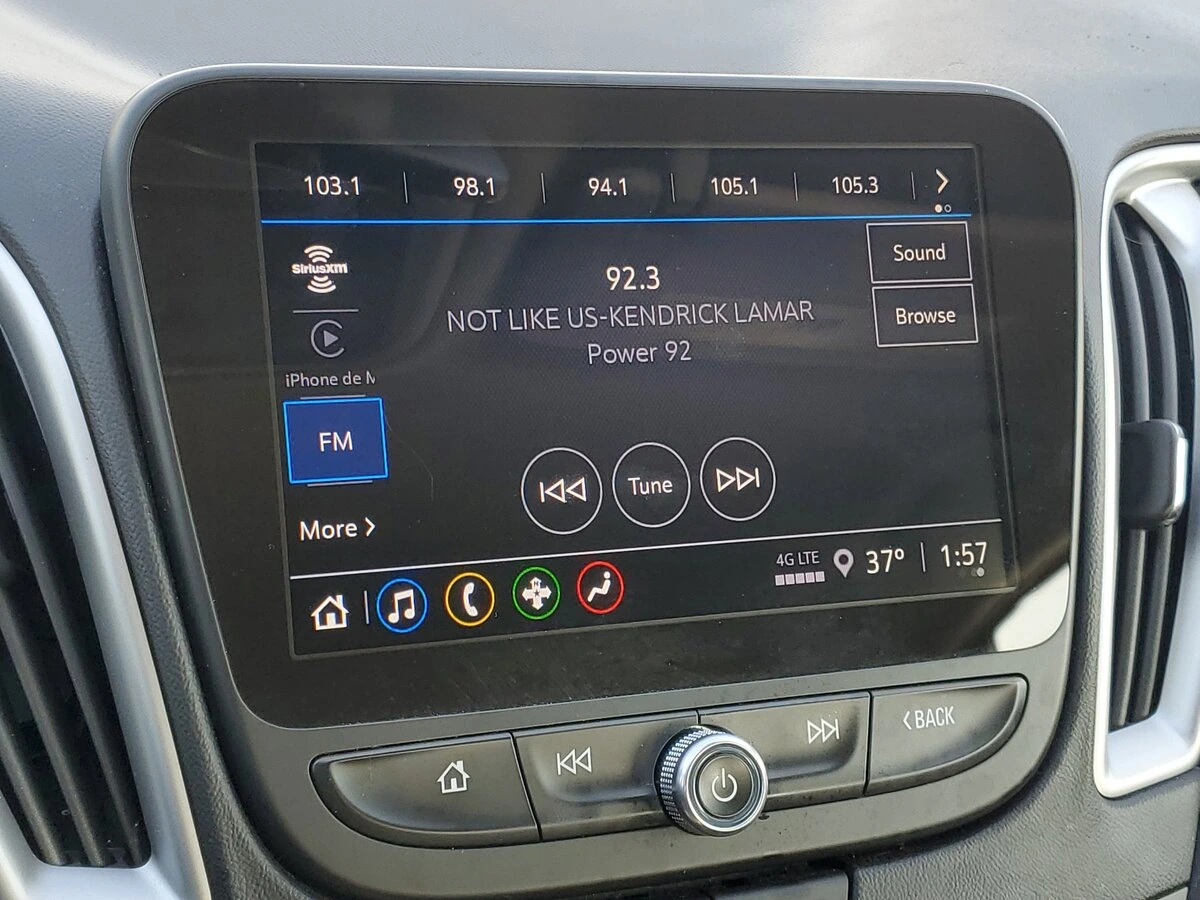 103.1 98.1 94.1 105.1 105.3
SiriusXM
Sound
92.3
NOT LIKE US-KENDRICK LAMAR
Browse
Power 92
iPhone de
FM
Tune
More
4G LTE 37° 1:57
N
BACK